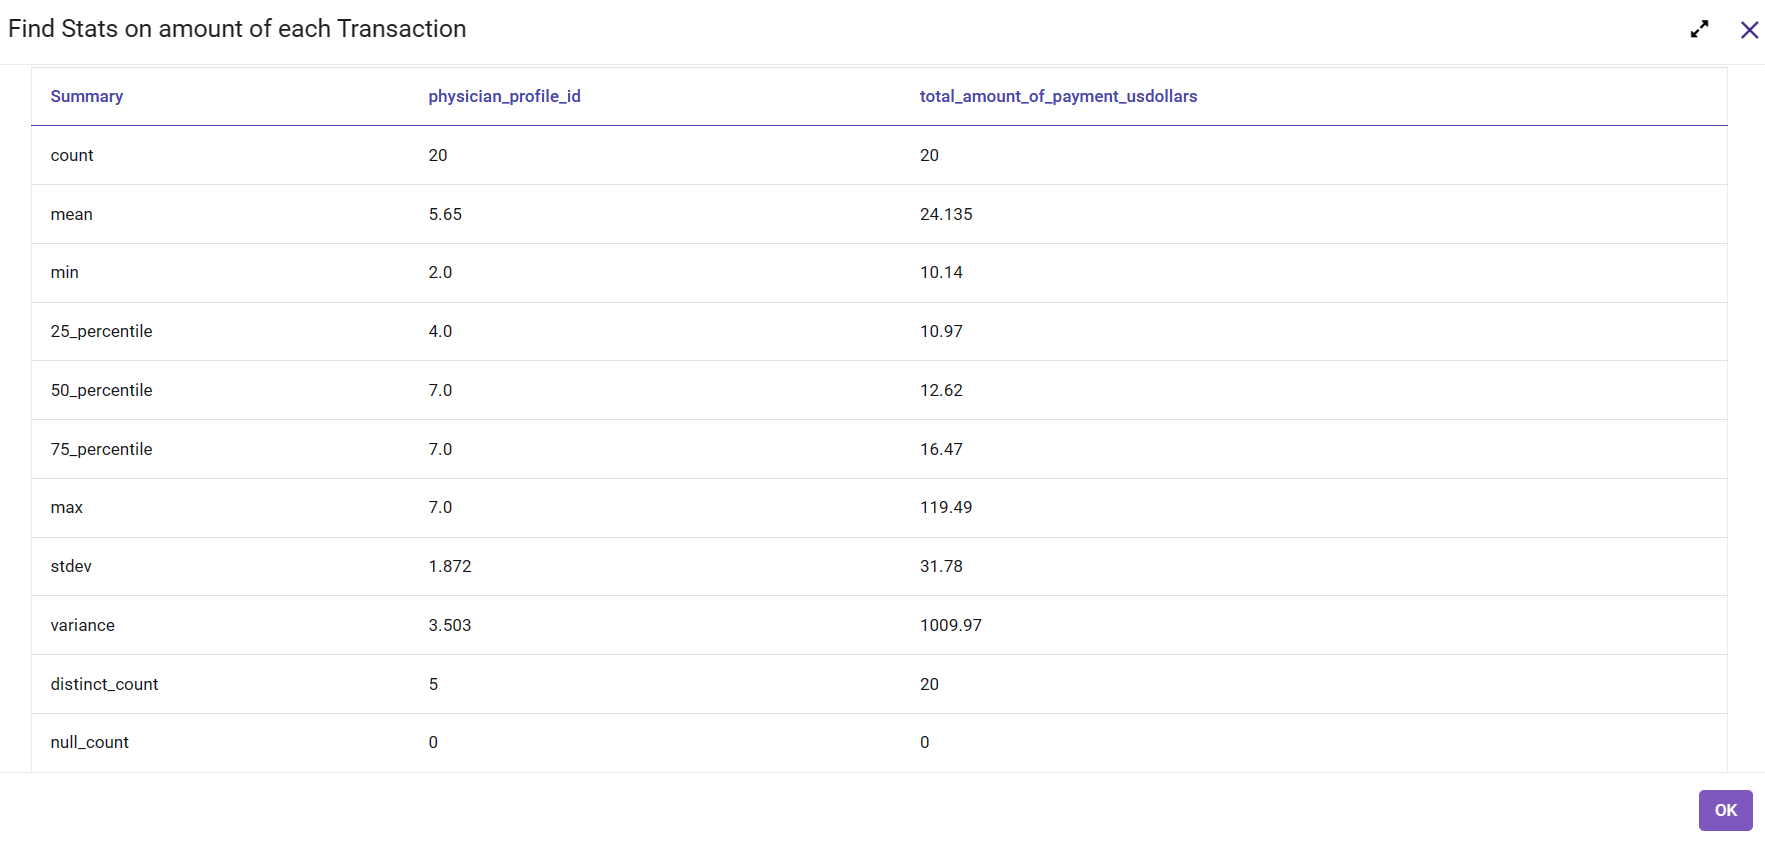 Find Stats on amount of each Transaction
Summary physician_profile_id total_amount_of_payment_usdollars
count 20 20
mean 5.65 24.135
min 2.0 10.14
25_percentile 4.0 10.97
50_percentile 7.0 12.62
75_percentile 7.0 16.47
max 7.0 119.49
stdev 1.872 31.78
variance 3.503 1009.97
distinct_count 5 20
null_count 0 0
OK